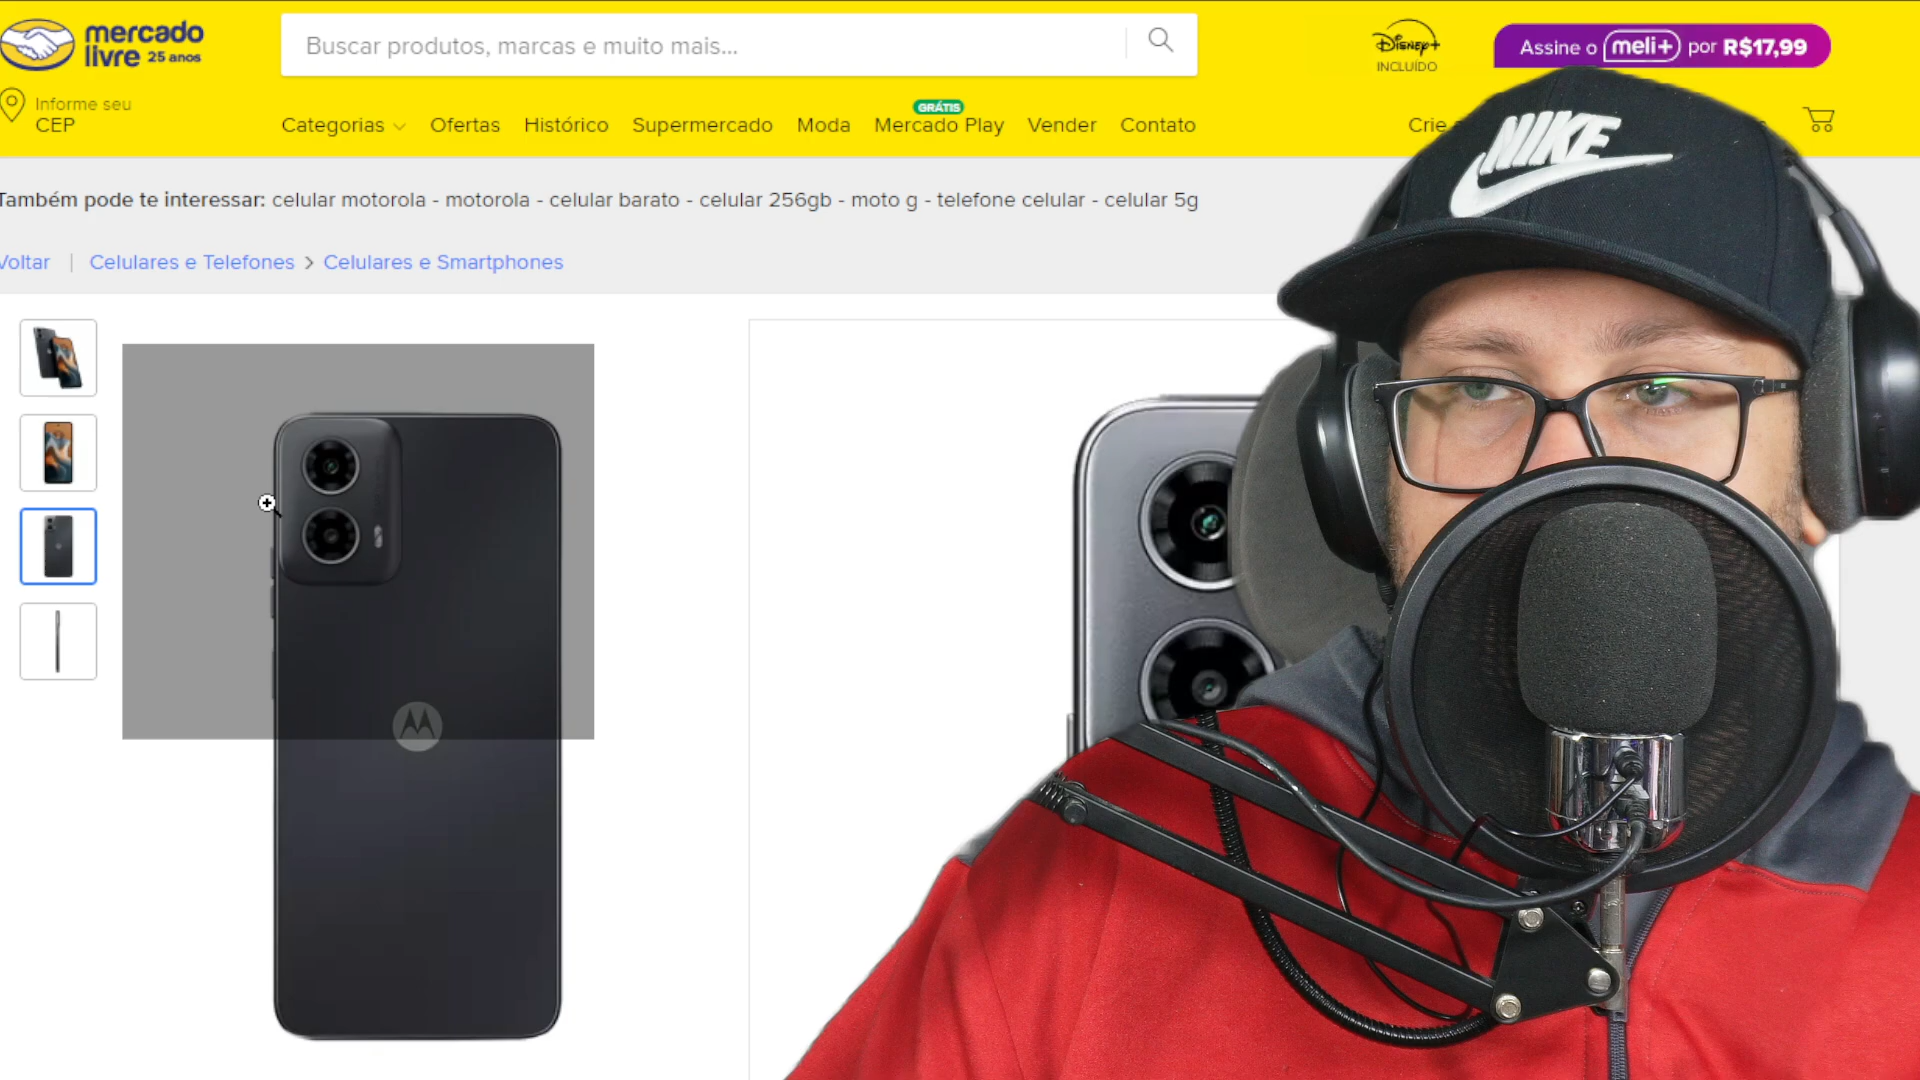 mercado
livre 25 anos
Buscar produtos, marcas e muito mais...
Disney+
INCLUÍDO
Assine o meli+ por R$17,99
Informe seu
CEP
Categorias
Ofertas
Histórico
Supermercado
Moda
GRÁTIS
Mercado Play
Vender
Contato
Crie
NIKE
Também pode te interessar: celular motorola - motorola - celular barato - celular 256gb - moto g - telefone celular - celular 5g
Voltar | Celulares e Telefones > Celulares e Smartphones